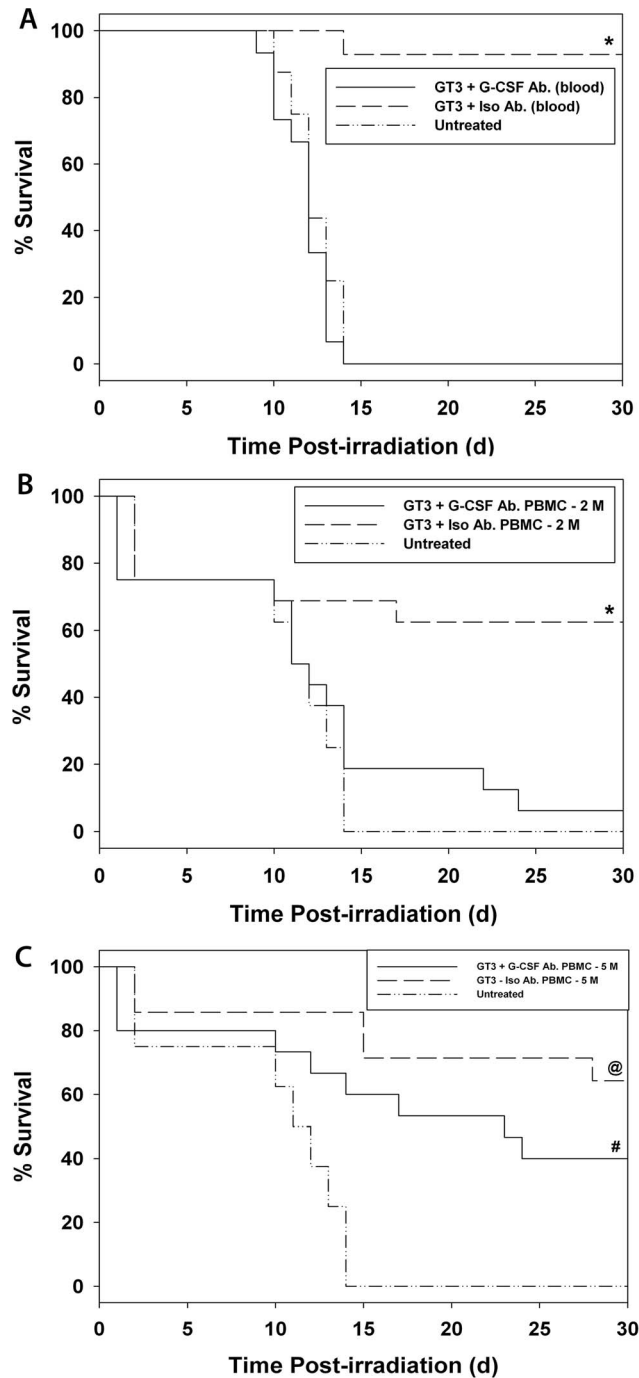 A
100
80
60
40
20
0
% Survival
*
GT3 + G-CSF Ab. (blood)
GT3 + Iso Ab. (blood)
Untreated
0 5 10 15 20 25 30
Time Post-irradiation (d)
B
100
80
60
40
20
0
% Survival
GT3 + G-CSF Ab. PBMC - 2 M
GT3 + Iso Ab. PBMC - 2 M
Untreated
*
0 5 10 15 20 25 30
Time Post-irradiation (d)
C
100
80
60
40
20
0
% Survival
GT3 + G-CSF Ab. PBMC - 5 M
GT3 - Iso Ab. PBMC - 5 M
Untreated
@
#
0 5 10 15 20 25 30
Time Post-irradiation (d)